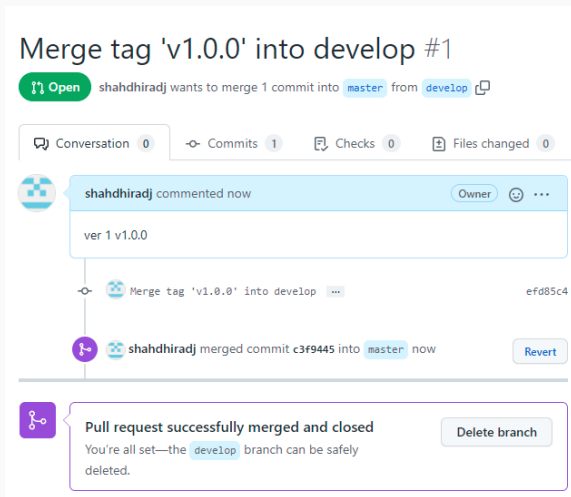 Merge tag 'v1.0.0' into develop #1
Open shahdhiradj wants to merge 1 commit into master from develop
Conversation 0 Commits 1 Checks 0 Files changed 0
shahdhiradj commented now Owner
ver 1 v1.0.0
Merge tag 'v1.0.0' into develop ... efd85c4
shahdhiradj merged commit c3f9445 into master now Revert
Pull request successfully merged and closed
Delete branch
You're all set—the develop branch can be safely
deleted.